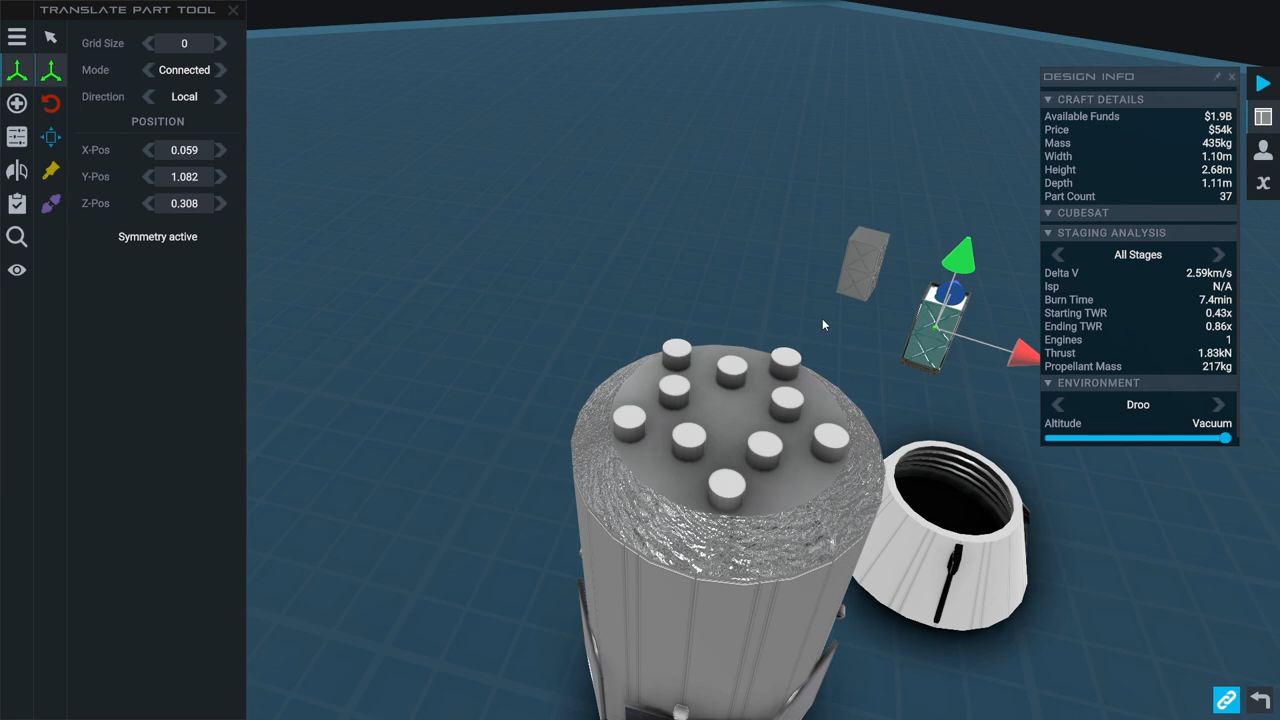 TRANSLATE PART TOOL
Grid Size 0
Mode Connected
Direction Local
POSITION
X-Pos 0.059
Y-Pos 1.082
Z-Pos 0.308
Symmetry active
DESIGN INFO
CRAFT DETAILS
Available Funds $1.9B
Price $54k
Mass 435kg
Width 1.10m
Height 2.68m
Depth 1.11m
Part Count 37
CUBESAT
STAGING ANALYSIS
All Stages
Delta V 2.59km/s
Isp N/A
Burn Time 7.4min
Starting TWR 0.43x
Ending TWR 0.86x
Engines 1
Thrust 1.83kN
Propellant Mass 217kg
ENVIRONMENT
Droo
Altitude Vacuum